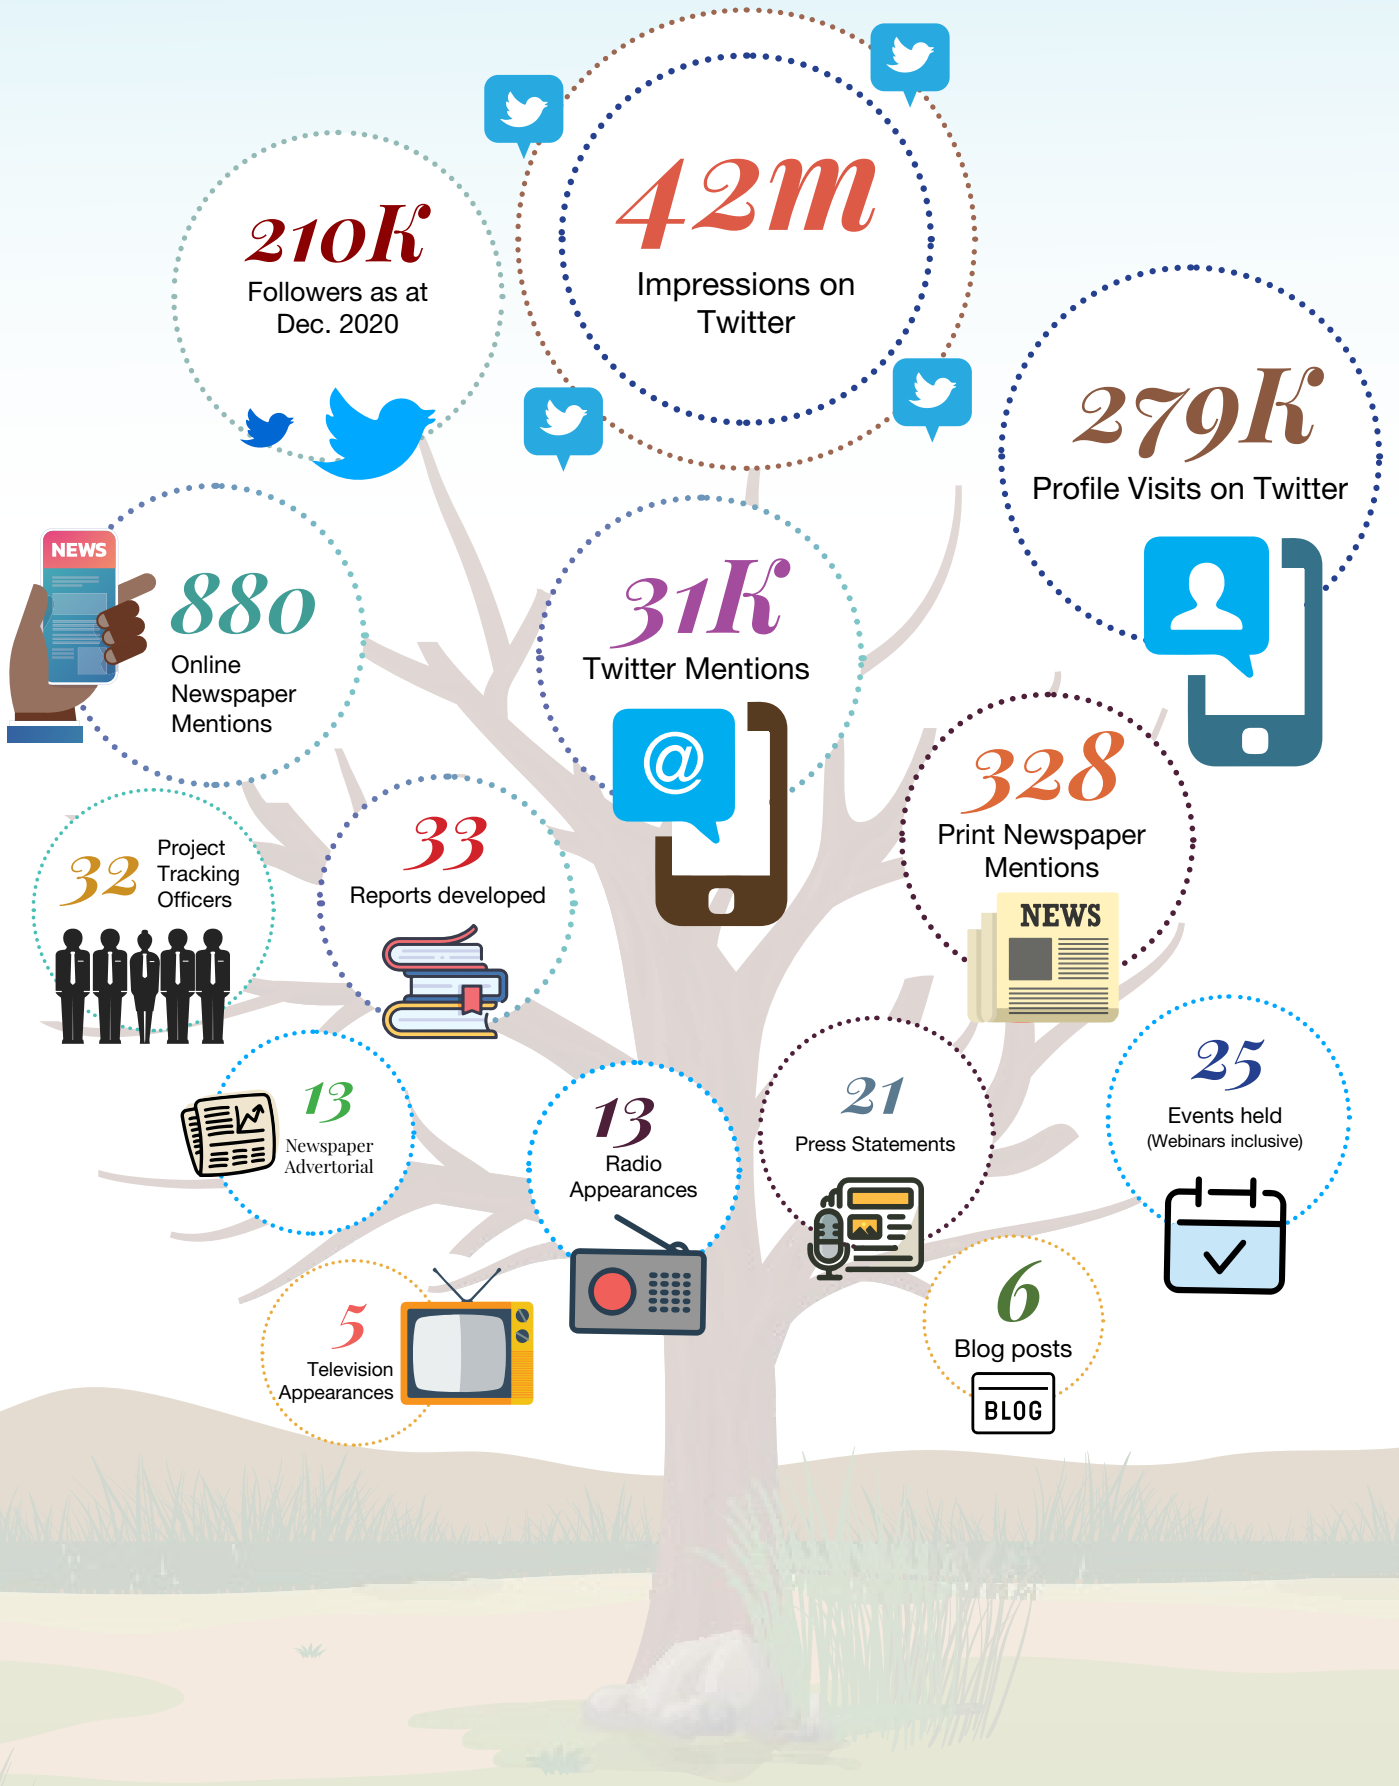 42m
Impressions on
Twitter
210K
Followers as at
Dec. 2020
279K
Profile Visits on Twitter
NEWS
880
Online
Newspaper
Mentions
31K
Twitter Mentions
@
328
Print Newspaper
Mentions
NEWS
32
Project
Tracking
Officers
33
Reports developed
13
Newspaper
Advertorial
13
Radio
Appearances
21
Press Statements
25
Events held
(Webinars inclusive)
5
Television
Appearances
6
Blog posts
BLOG